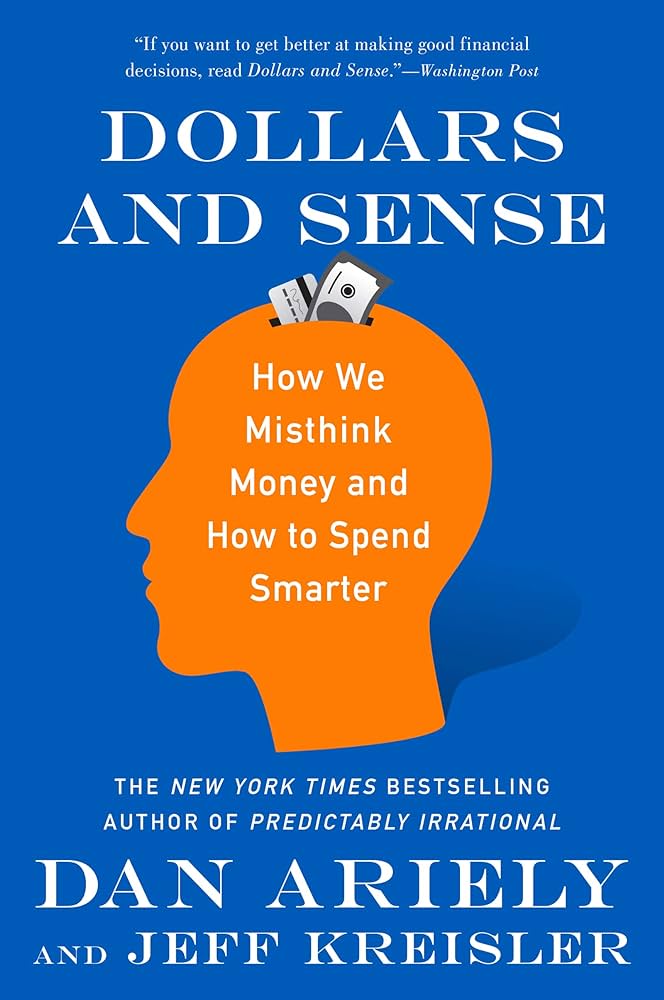 “If you want to get better at making good financial
decisions, read Dollars and Sense.”—Washington Post
DOLLARS
AND SENSE
How We
Misthink
Money and
How to Spend
Smarter
THE NEW YORK TIMES BESTSELLING
AUTHOR OF PREDICTABLY IRRATIONAL
DAN ARIELY
AND JEFF KREISLER